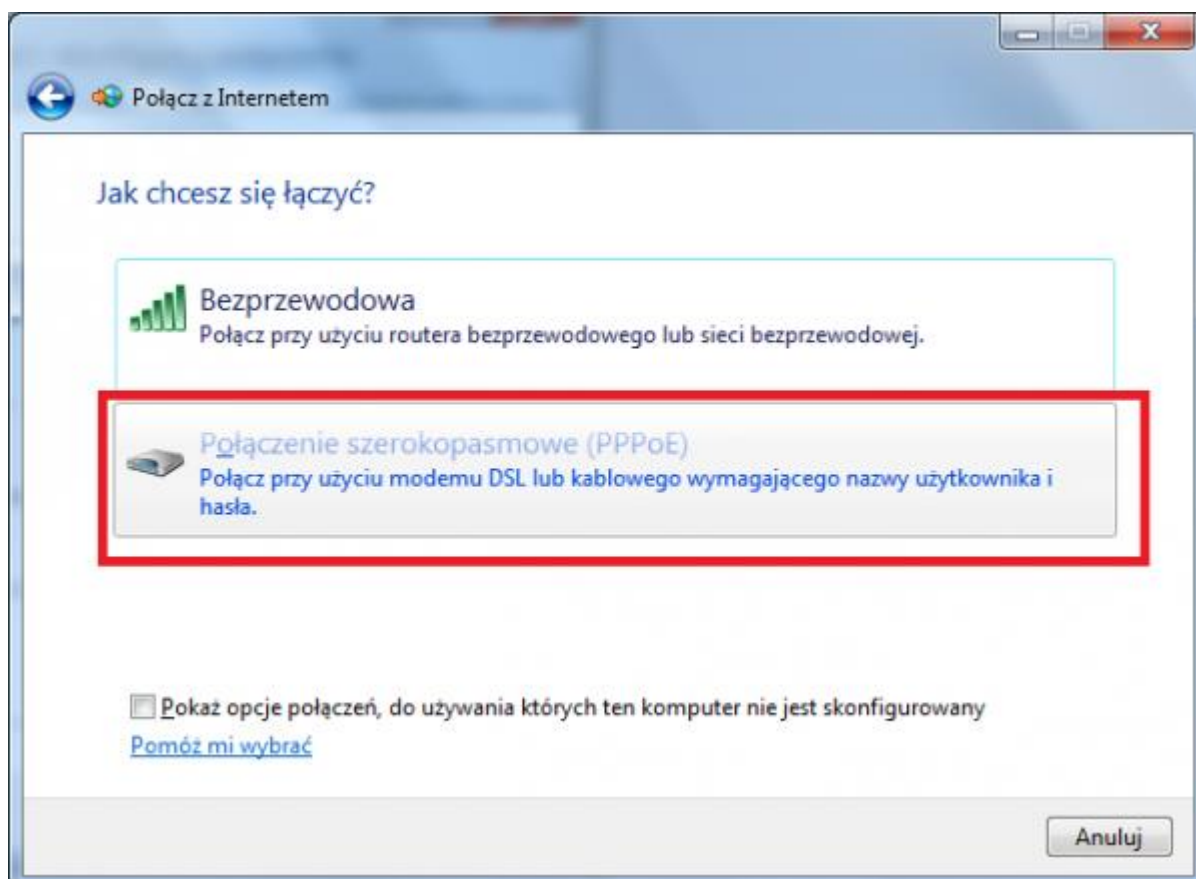 Połącz z Internetem
Jak chcesz się łączyć?
Bezprzewodowa
Połącz przy użyciu routera bezprzewodowego lub sieci bezprzewodowej.
Połączenie szerokopasmowe (PPPoE)
Połącz przy użyciu modemu DSL lub kablowego wymagającego nazwy użytkownika i
hasła.
Pokaż opcje połączeń, do używania których ten komputer nie jest skonfigurowany
Pomóż mi wybrać
Anuluj